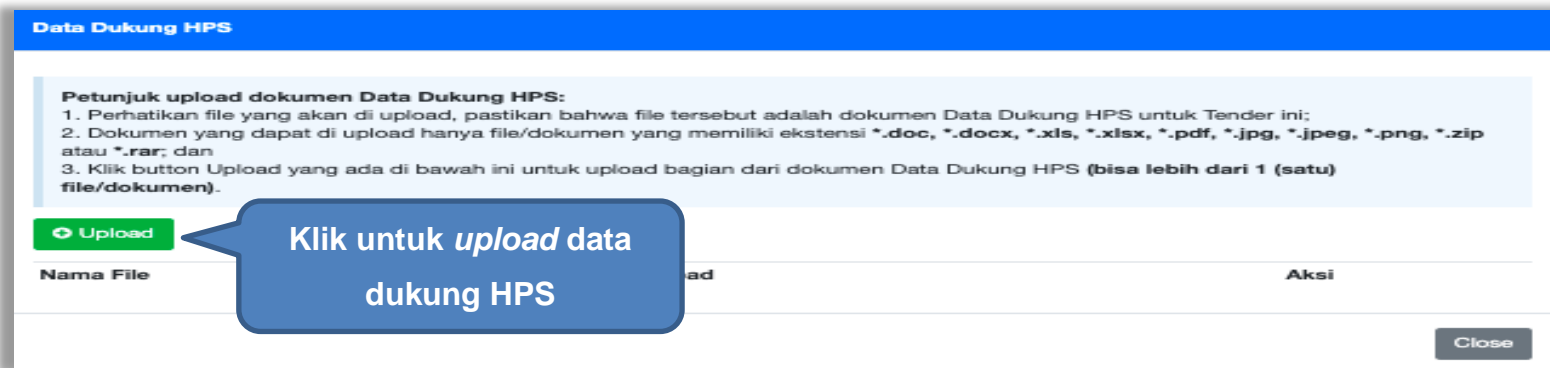 Data Dukung HPS
Petunjuk upload dokumen Data Dukung HPS:
1. Perhatikan file yang akan di upload, pastikan bahwa file tersebut adalah dokumen Data Dukung HPS untuk Tender ini;
2. Dokumen yang dapat di upload hanya file/dokumen yang memiliki ekstensi *.doc, *.docx, *.xls, *.xlsx, *.pdf, *.jpg, *.jpeg, *.png, *.zip
atau *.rar; dan
3. Klik button Upload yang ada di bawah ini untuk upload bagian dari dokumen Data Dukung HPS (bisa lebih dari 1 (satu)
file/dokumen).
Upload
Klik untuk upload data
dukung HPS
Nama File Aksi
Close